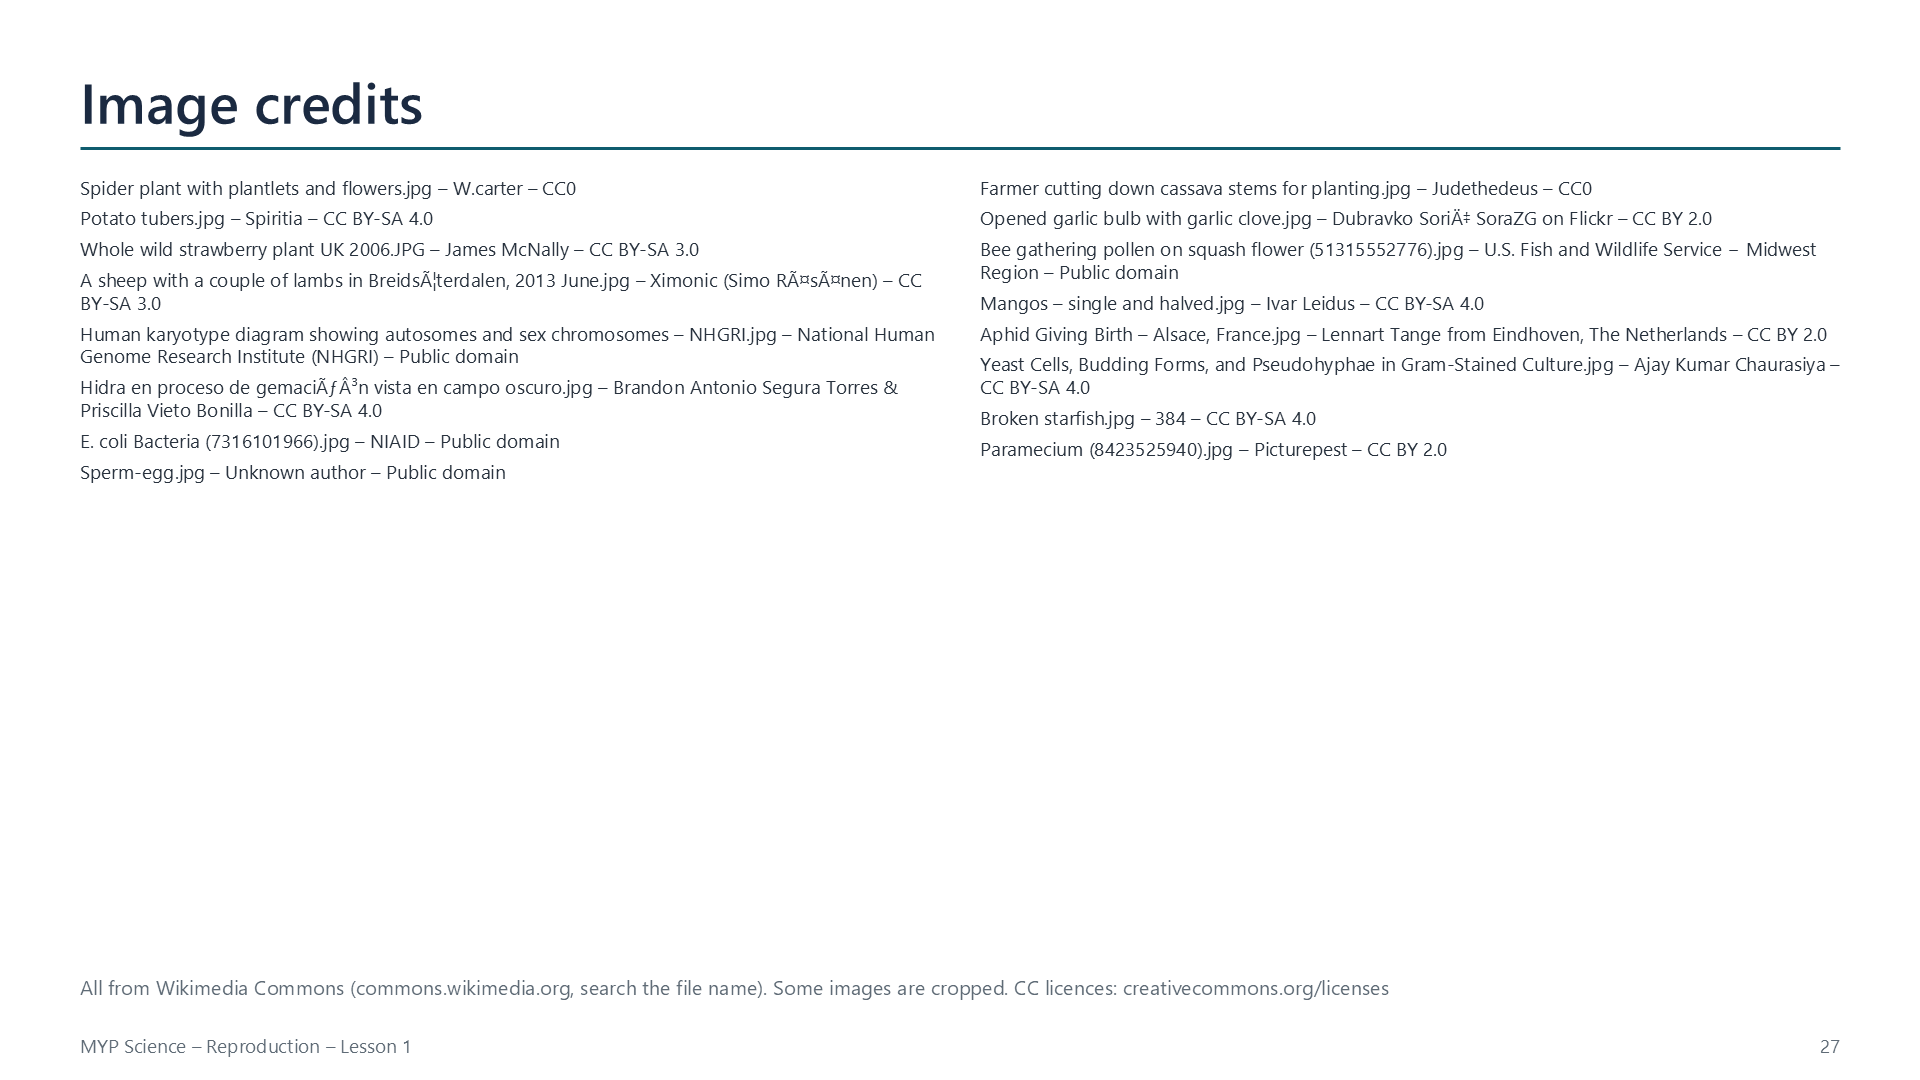 Image credits
Spider plant with plantlets and flowers.jpg – W.carter – CC0
Potato tubers.jpg – Spiritia – CC BY-SA 4.0
Whole wild strawberry plant UK 2006.JPG – James McNally – CC BY-SA 3.0
A sheep with a couple of lambs in BreidsÃ¦terdalen, 2013 June.jpg – Ximonic (Simo RÃ¤sÃ¤nen) – CC
BY-SA 3.0
Human karyotype diagram showing autosomes and sex chromosomes – NHGRI.jpg – National Human
Genome Research Institute (NHGRI) – Public domain
Hidra en proceso de gemaciÃƒÂ³n vista en campo oscuro.jpg – Brandon Antonio Segura Torres &
Priscilla Vieto Bonilla – CC BY-SA 4.0
E. coli Bacteria (7316101966).jpg – NIAID – Public domain
Sperm-egg.jpg – Unknown author – Public domain
Farmer cutting down cassava stems for planting.jpg – Judethedeus – CC0
Opened garlic bulb with garlic clove.jpg – Dubravko SoriÄ‡ SoraZG on Flickr – CC BY 2.0
Bee gathering pollen on squash flower (51315552776).jpg – U.S. Fish and Wildlife Service – Midwest
Region – Public domain
Mangos – single and halved.jpg – Ivar Leidus – CC BY-SA 4.0
Aphid Giving Birth – Alsace, France.jpg – Lennart Tange from Eindhoven, The Netherlands – CC BY 2.0
Yeast Cells, Budding Forms, and Pseudohyphae in Gram-Stained Culture.jpg – Ajay Kumar Chaurasiya –
CC BY-SA 4.0
Broken starfish.jpg – 384 – CC BY-SA 4.0
Paramecium (8423525940).jpg – Picturepest – CC BY 2.0
All from Wikimedia Commons (commons.wikimedia.org, search the file name). Some images are cropped. CC licences: creativecommons.org/licenses
MYP Science – Reproduction – Lesson 1
27